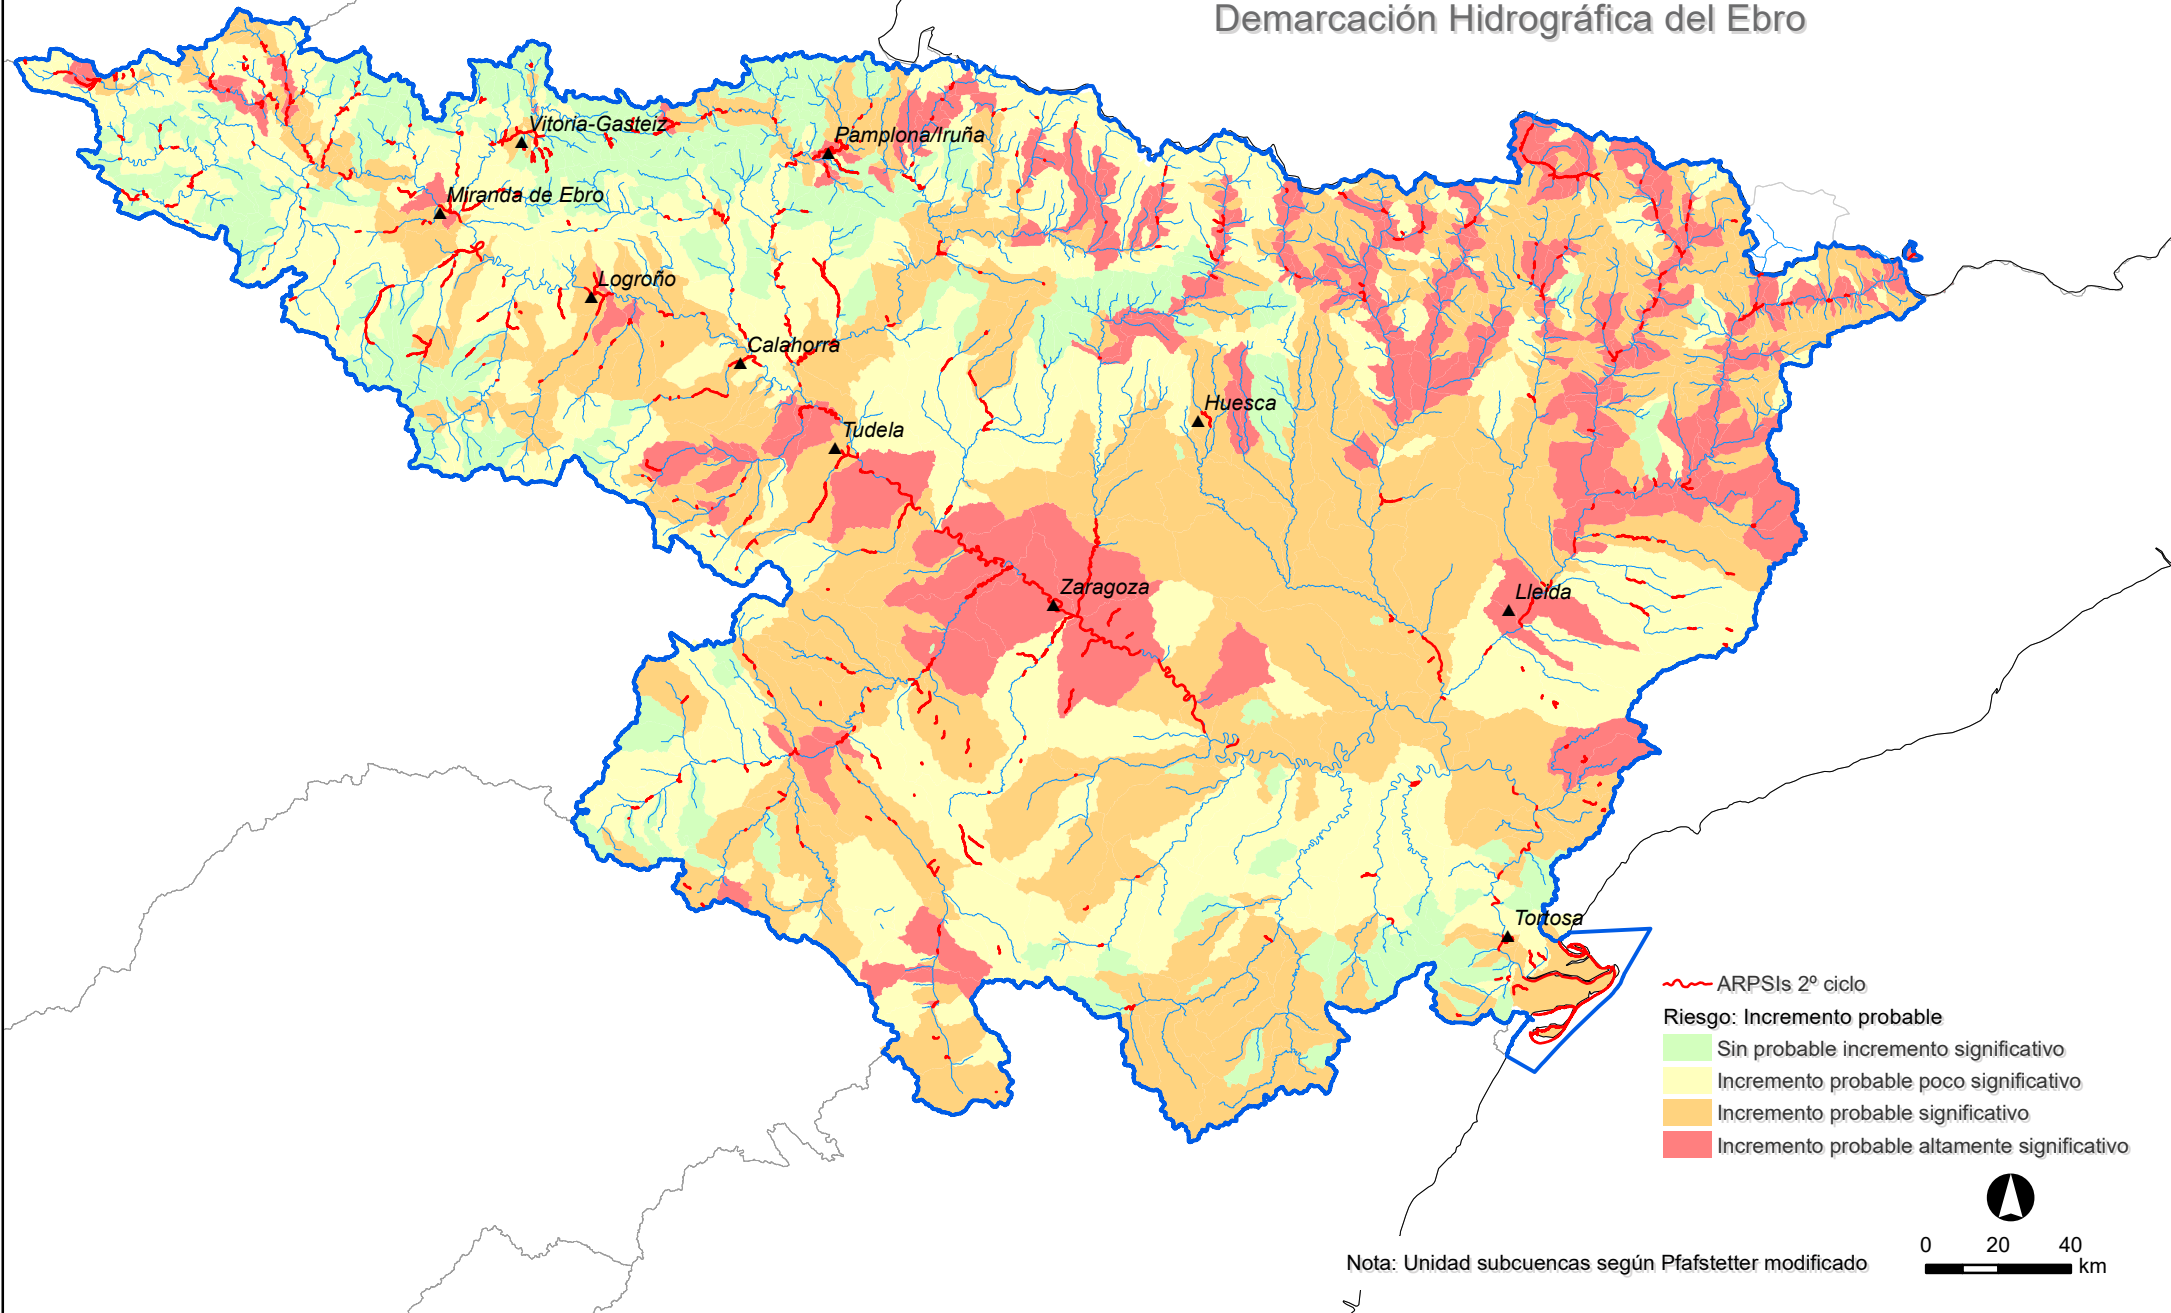 Demarcación Hidrográfica del Ebro
Vitoria-Gasteiz
Pamplona/Iruña
Miranda de Ebro
Logroño
Calahorra
Huesca
Tudela
Zaragoza
Lleida
Tortosa
ARPSIs 2º ciclo
Riesgo: Incremento probable
Sin probable incremento significativo
Incremento probable poco significativo
Incremento probable significativo
Incremento probable altamente significativo
0 20 40
km
Nota: Unidad subcuencas según Pfafstetter modificado